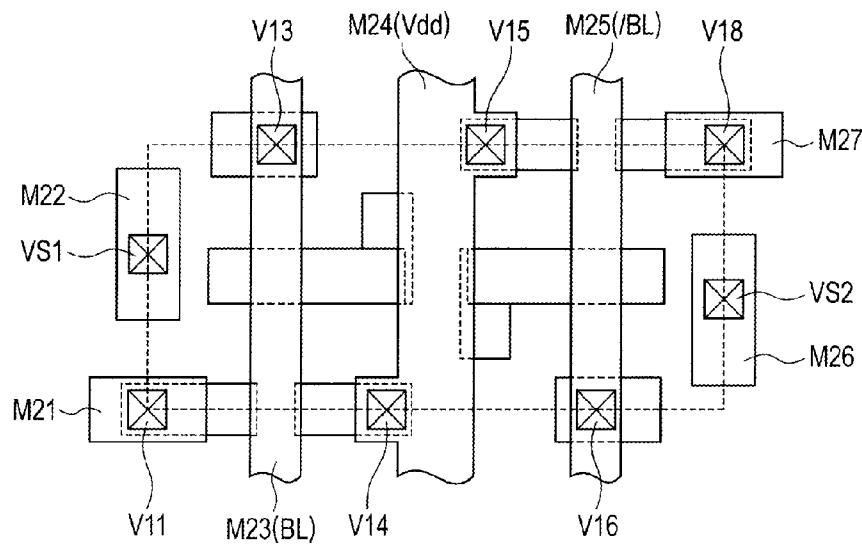 M24(Vdd)
M25(/BL)
V13
V15
V18
M27
M22
VS1
VS2
M26
M21
V11
M23(BL)
V14
V16